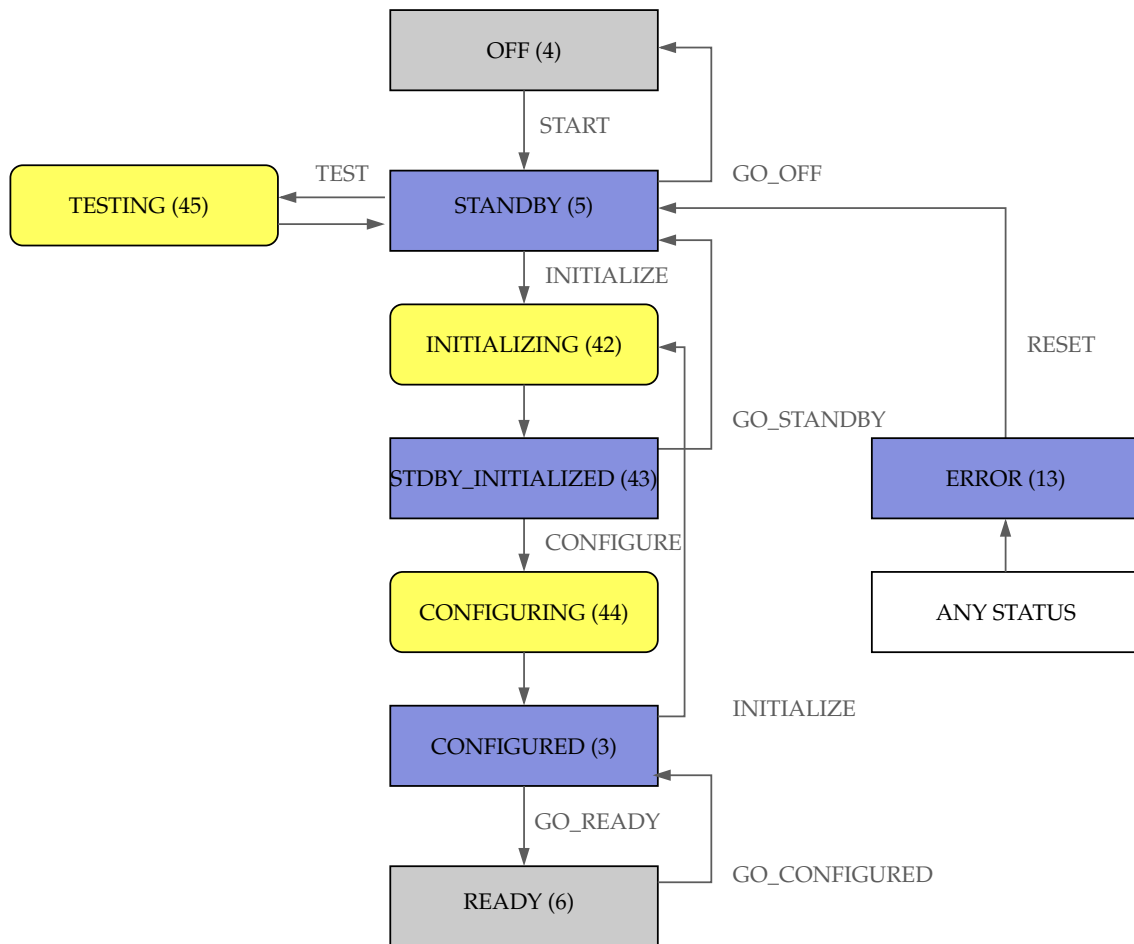 OFF (4)
START
TEST
GO_OFF
TESTING (45)
STANDBY (5)
INITIALIZE
INITIALIZING (42)
RESET
GO_STANDBY
STDBY_INITIALIZED (43)
ERROR (13)
CONFIGURE
CONFIGURING (44)
ANY STATUS
INITIALIZE
CONFIGURED (3)
GO_READY
GO_CONFIGURED
READY (6)